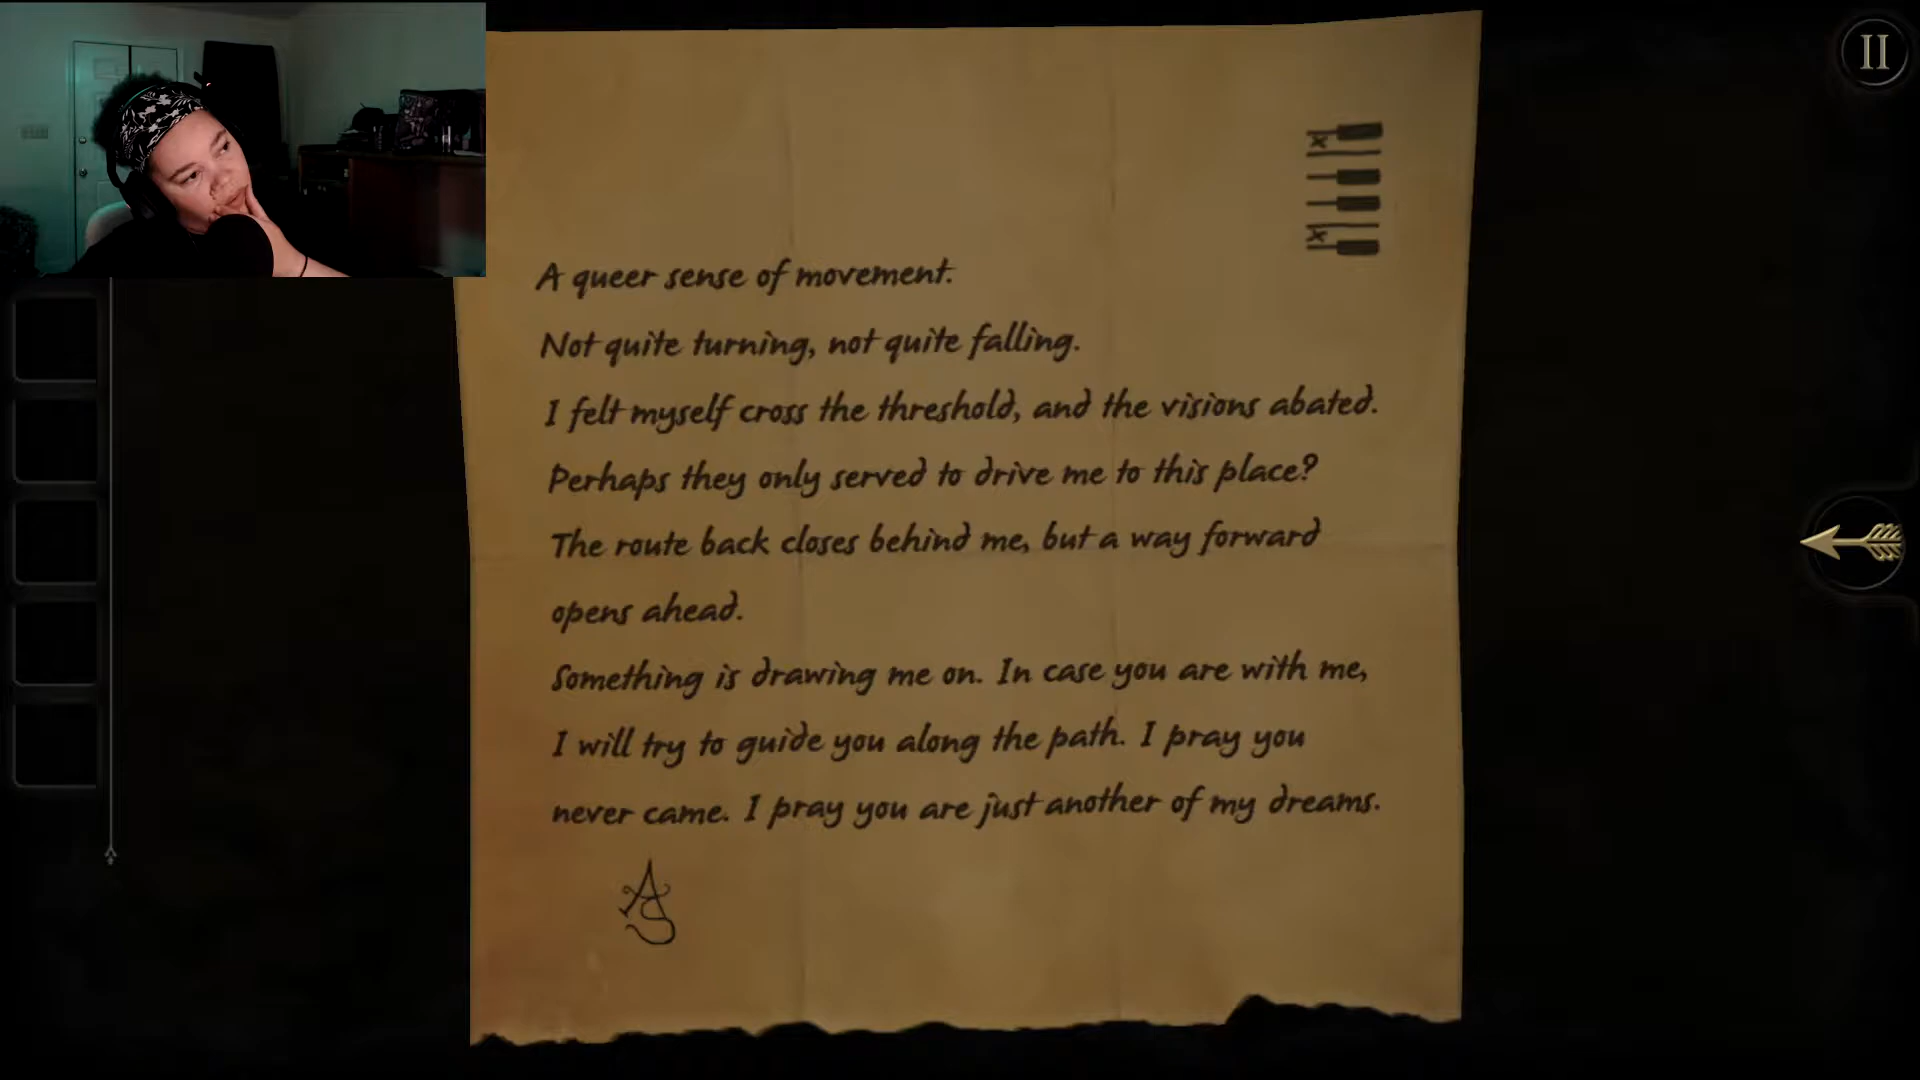 II
A queer sense of movement.
Not quite turning, not quite falling.
I felt myself cross the threshold, and the visions abated.
Perhaps they only served to drive me to this place?
The route back closes behind me, but a way forward
opens ahead.
Something is drawing me on. In case you are with me,
I will try to guide you along the path. I pray you
never came. I pray you are just another of my dreams.
AS